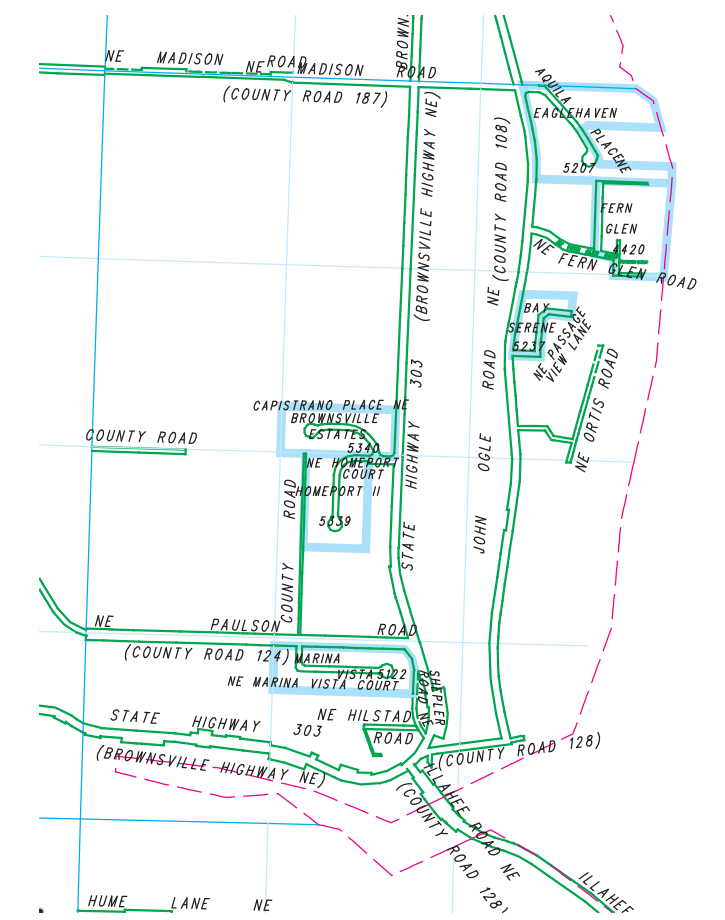 BROWN.
NE MADISON ROAD
NE MADISON ROAD
(COUNTY ROAD 187)
(BROWNSVILLE HIGHWAY NE)
STATE HIGHWAY 303
NE (COUNTY ROAD 108)
JOHN OGLE ROAD
AQUILA
PLACENE
EAGLEHAVEN
5207
FERN
GLEN
4420
NE FERN GLEN ROAD
BAY
SERENE
5237
NE PASSAGE
VIEW LANE
NE ORTIS ROAD
CAPISTRANO PLACE NE
BROWNSVILLE
ESTATES
5340
COUNTY ROAD
NE HOMEPORT
COURT
HOMEPORT II
5339
COUNTY ROAD
NE PAULSON ROAD
(COUNTY ROAD 124)
MARINA
VISTA 5122
NE MARINA VISTA COURT
SHIPLER
ROAD NE
STATE HIGHWAY 303
(BROWNSVILLE HIGHWAY NE)
NE HILSTAD
ROAD
(COUNTY ROAD 128)
ILLAHEE ROAD NE
(COUNTY ROAD 128)
ILLAHEE
HUME LANE NE